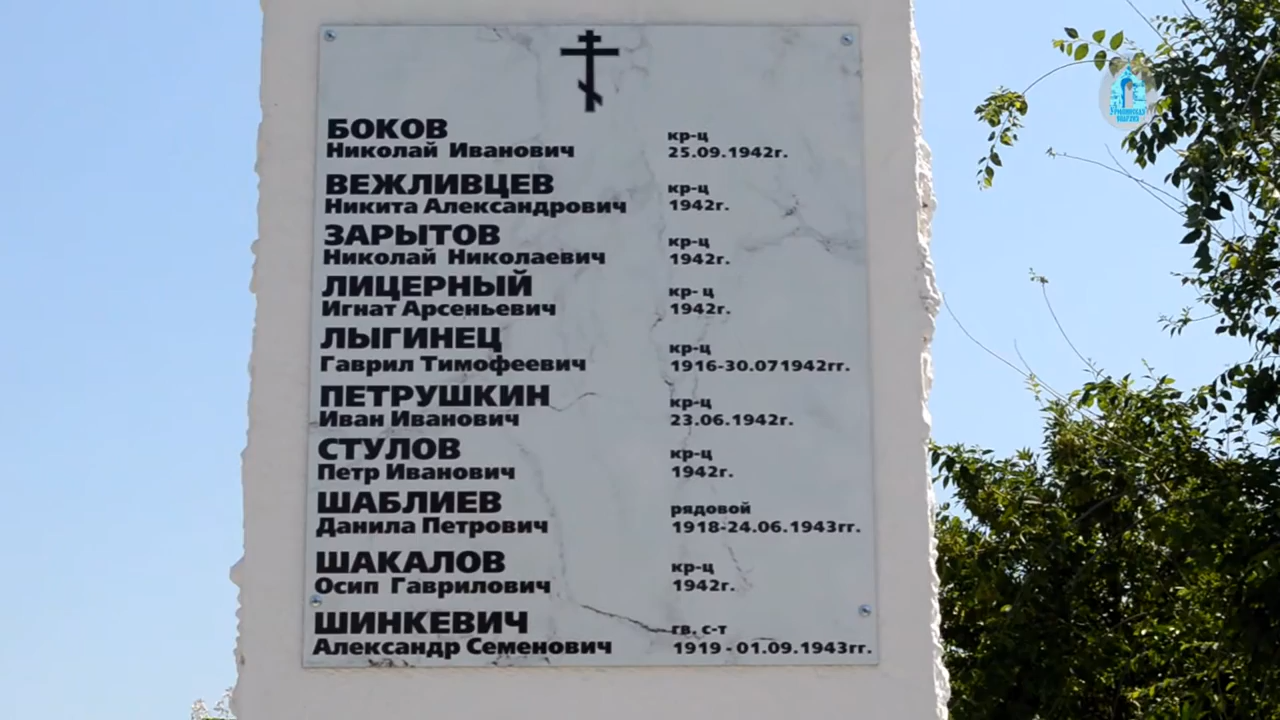 БОКОВ кр-ц
Николай Иванович 25.09.1942г.
ВЕЖЛИВЦЕВ кр-ц
Никита Александрович 1942г.
ЗАРЫТОВ кр-ц
Николай Николаевич 1942г.
ЛИЦЕРНЫЙ кр- ц
Игнат Арсеньевич 1942г.
ЛЫГИНЕЦ кр-ц
Гаврил Тимофеевич 1916-30.071942гг.
ПЕТРУШКИН кр-ц
Иван Иванович 23.06.1942г.
СТУЛОВ кр-ц
Петр Иванович 1942г.
ШАБЛИЕВ рядовой
Данила Петрович 1918-24.06.1943гг.
ШАКАЛОВ кр-ц
Осип Гаврилович 1942г.
ШИНКЕВИЧ гв. с-т
Александр Семенович 1919-01.09.1943гг.